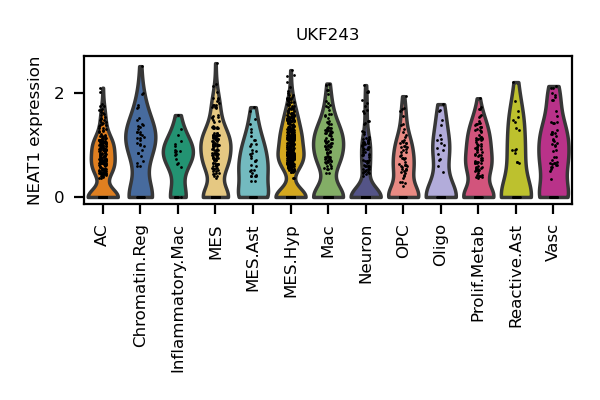 UKF243
NEAT1 expression
2
0
AC
Chromatin.Reg
Inflammatory.Mac
MES
MES.Ast
MES.Hyp
Mac
Neuron
OPC
Oligo
Prolif.Metab
Reactive.Ast
Vasc